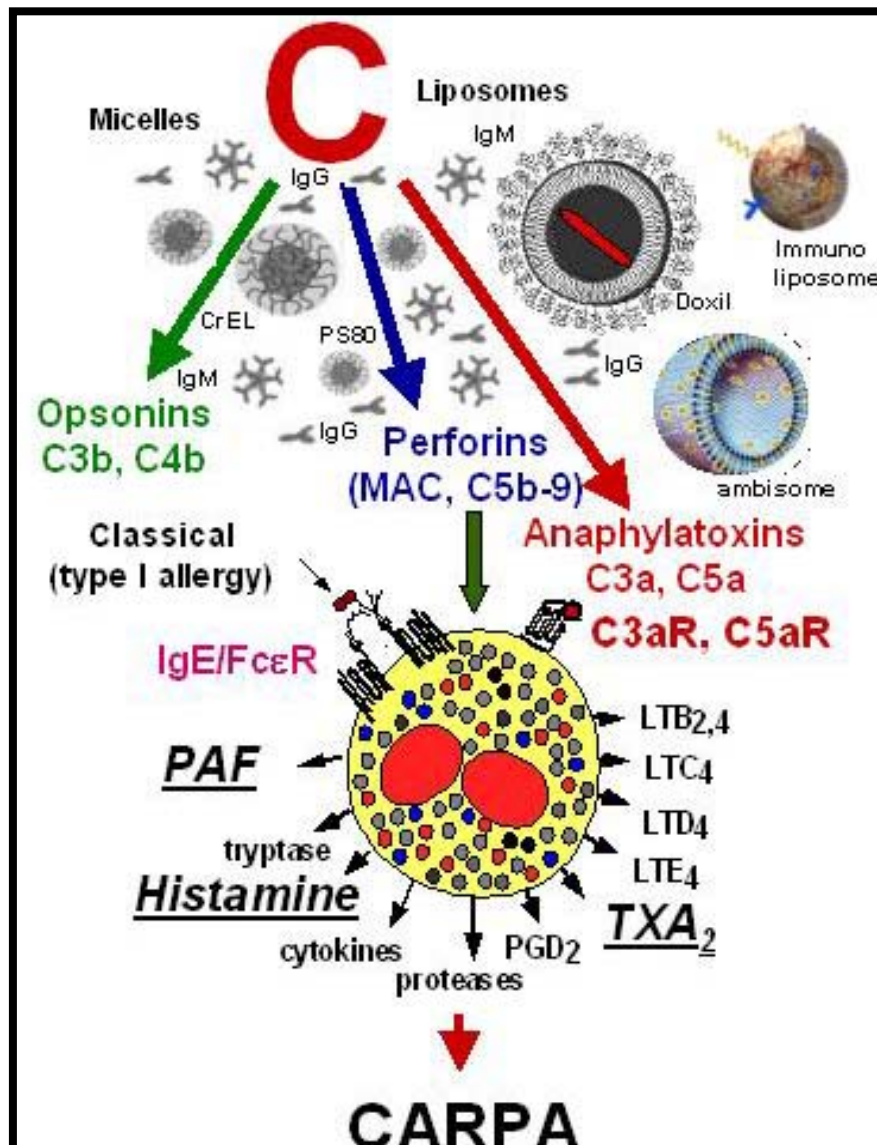 C
Liposomes
Micelles
IgM
IgG
Immuno
liposome
Doxil
CrEL
PS80
IgM
IgG
IgG
Opsonins
C3b, C4b
Perforins
(MAC, C5b-9)
ambisome
Classical
(type I allergy)
Anaphylatoxins
C3a, C5a
C3aR, C5aR
IgE/FcεR
LTB2,4
PAF
LTC4
LTD4
tryptase
LTE4
Histamine
TXA2
cytokines
PGD2
proteases
CARPA